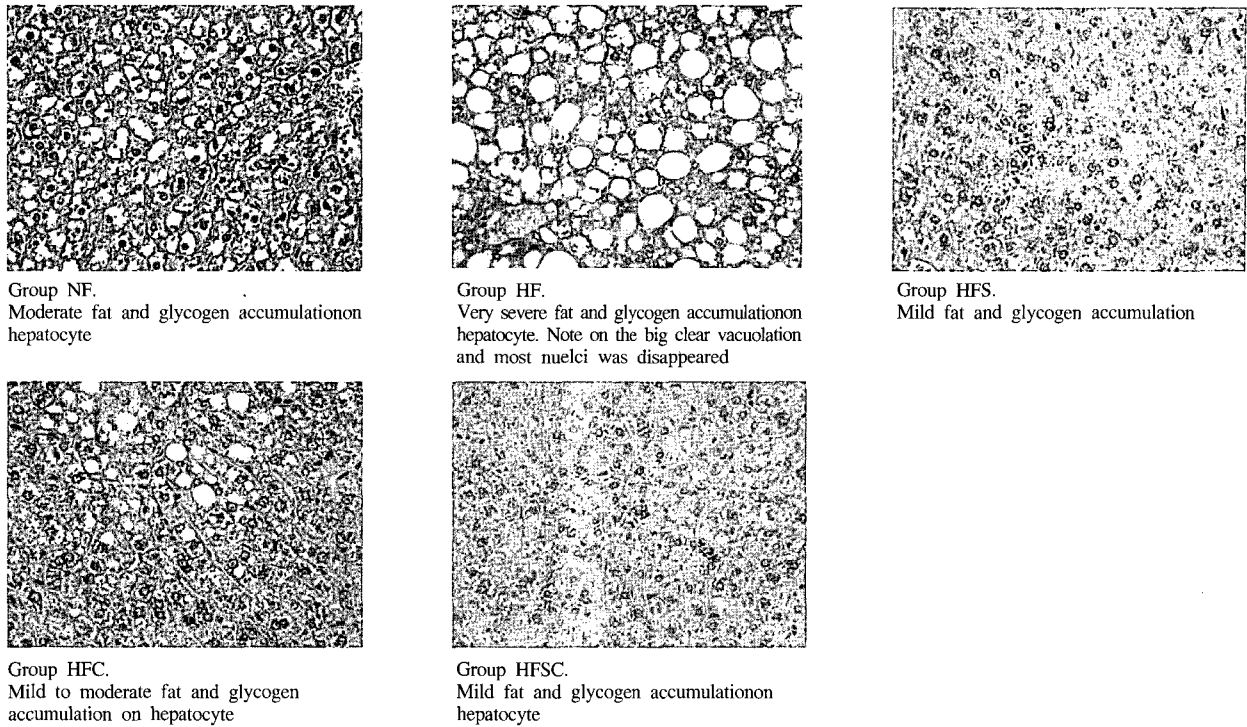 Group NF.
Moderate fat and glycogen accumulationon
hepatocyte
Group HF.
Very severe fat and glycogen accumulationon
hepatocyte. Note on the big clear vacuolation
and most nuelci was disappeared
Group HFS.
Mild fat and glycogen accumulation
Group HFC.
Mild to moderate fat and glycogen
accumulation on hepatocyte
Group HFSC.
Mild fat and glycogen accumulationon
hepatocyte